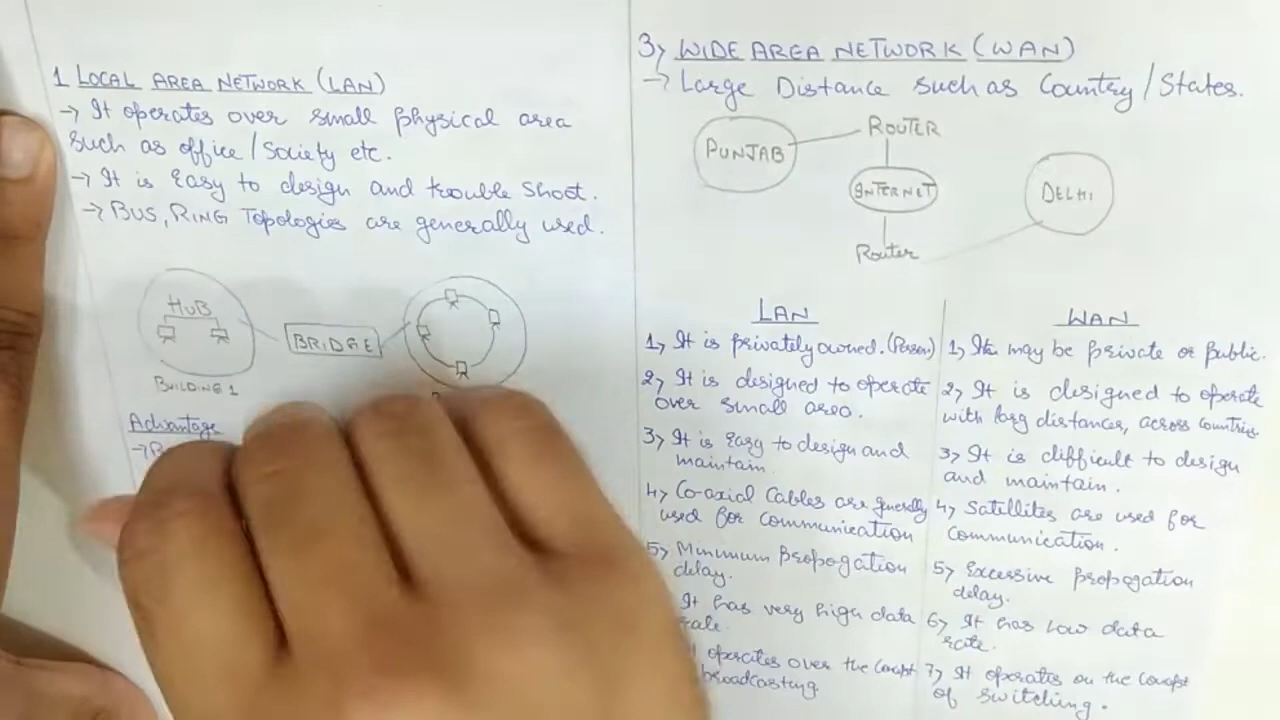 1 LOCAL AREA NETWORK (LAN)
→ It operates over small physical area
such as office/Society etc.
→ It is Easy to design and trouble shoot.
→ BUS, RING Topologies are generally used.
HUB
BRIDGE
BUILDING 1
Advantage
3, WIDE AREA NETWORK (WAN)
→ Large Distance such as Country/States.
PUNJAB
ROUTER
INTERNET
DELHI
Router
LAN
1, It is privately owned. (Person)
2, It is designed to operate
over small area.
3, It is Easy to design and
maintain.
4, Co-axial Cables are generally
used for communication
5, Minimum Propogation
delay.
It has very high data
rate.
operates over the Concept
broadcasting.
WAN
1, It may be private or Public.
2, It is designed to operate
with larg distances, across countries
3, It is difficult to design
and maintain.
4, Satellites are used for
Communication.
5, Excessive propogation
delay.
6, It has Low data
rate.
7, It operates on the Concept
of switching.